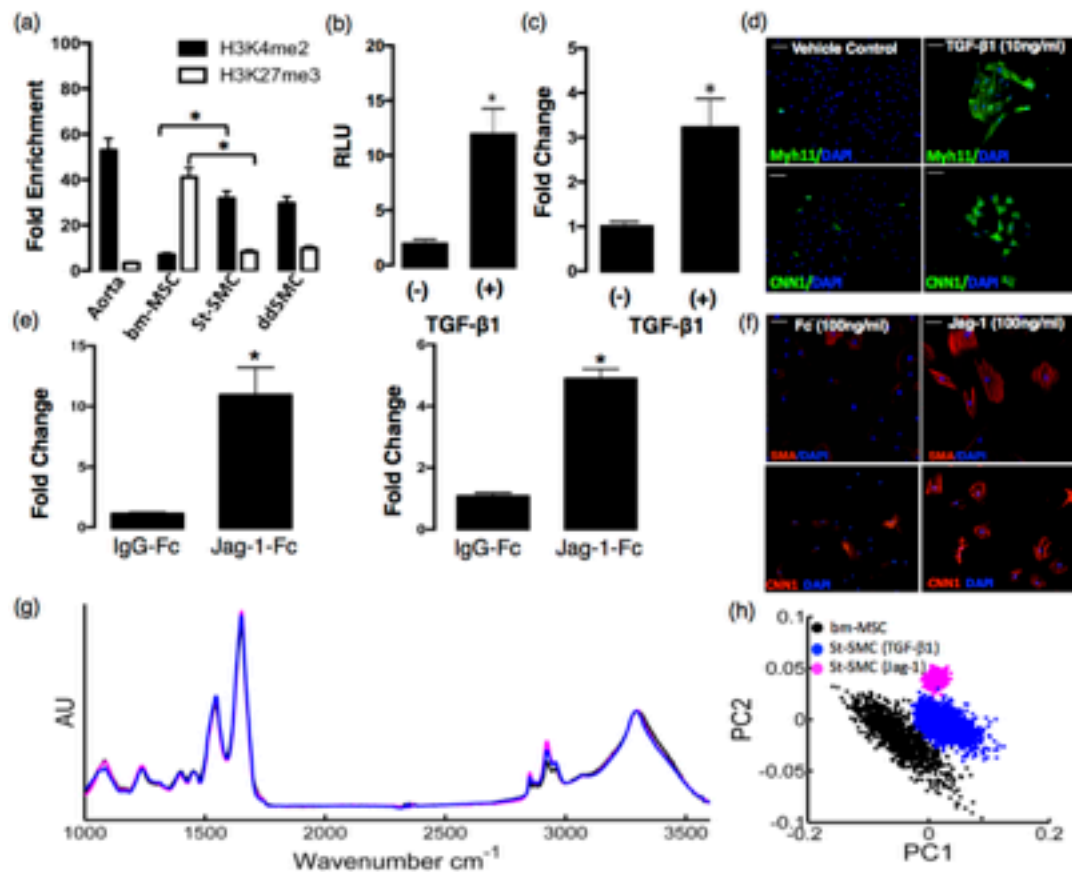 (a)
H3K4me2
H3K27me3
100
80
60
40
20
0
Fold Enrichment
*
*
Aorta
bm-MSC
St-SMC
ddSMC
(b)
20
15
10
5
0
RLU
*
(-)
(+)
TGF-β1
(c)
5
4
3
2
1
0
Fold Change
*
(-)
(+)
TGF-β1
(d)
Vehicle Control
TGF-β1 (10ng/ml)
Myh11/DAPI
Myh11/DAPI
CNN1/DAPI
CNN1/DAPI
(e)
15
10
5
0
Fold Change
*
IgG-Fc
Jag-1-Fc
6
4
2
0
Fold Change
*
IgG-Fc
Jag-1-Fc
(f)
Fc (100ng/ml)
Jag-1 (100ng/ml)
SMA/DAPI
SMA/DAPI
CNN1 DAPI
CNN1 DAPI
(g)
AU
1000
1500
2000
2500
3000
3500
Wavenumber cm⁻¹
(h)
0.1
0.05
0
-0.05
-0.1
PC2
bm-MSC
St-SMC (TGF-β1)
St-SMC (Jag-1)
-0.2
0
0.2
PC1